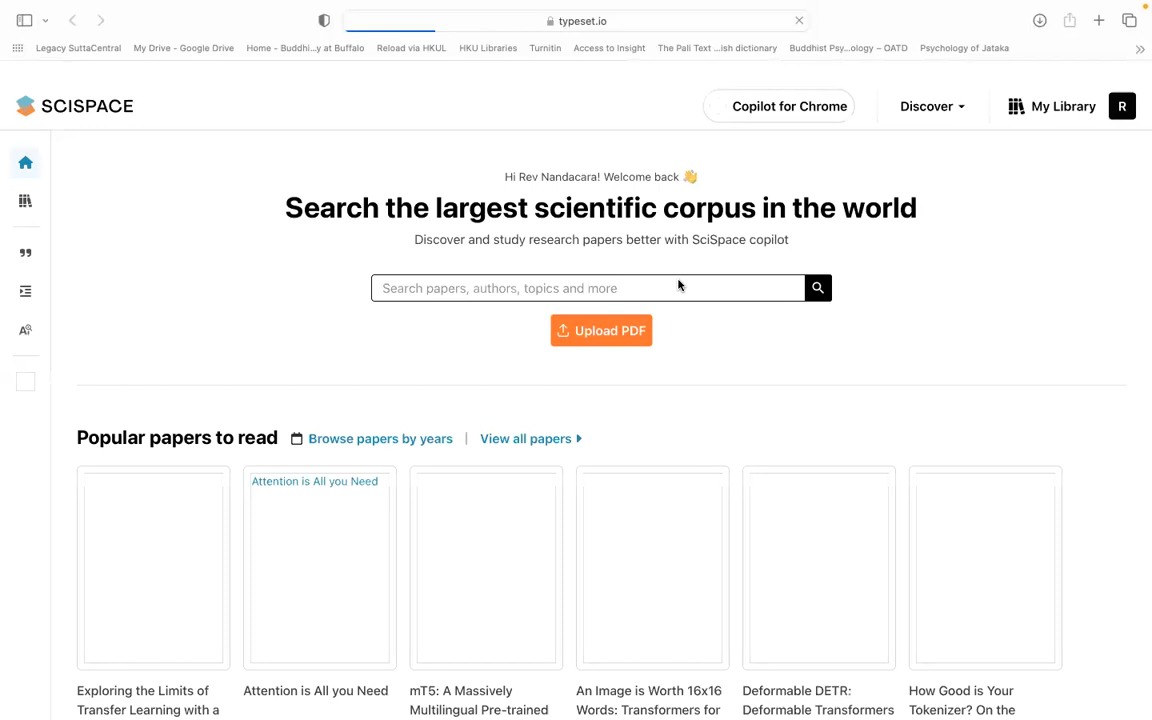 typeset.io
Legacy SuttaCentral My Drive - Google Drive Home - Buddhi...y at Buffalo Reload via HKUL HKU Libraries Turnitin Access to Insight The Pali Text ...ish dictionary Buddhist Psy...ology – OATD Psychology of Jataka
SCISPACE
Copilot for Chrome
Discover
My Library
R
Hi Rev Nandacara! Welcome back 👋
Search the largest scientific corpus in the world
Discover and study research papers better with SciSpace copilot
Search papers, authors, topics and more
Upload PDF
Popular papers to read Browse papers by years | View all papers
Attention is All you Need
Exploring the Limits of
Transfer Learning with a
Attention is All you Need
mT5: A Massively
Multilingual Pre-trained
An Image is Worth 16x16
Words: Transformers for
Deformable DETR:
Deformable Transformers
How Good is Your
Tokenizer? On the